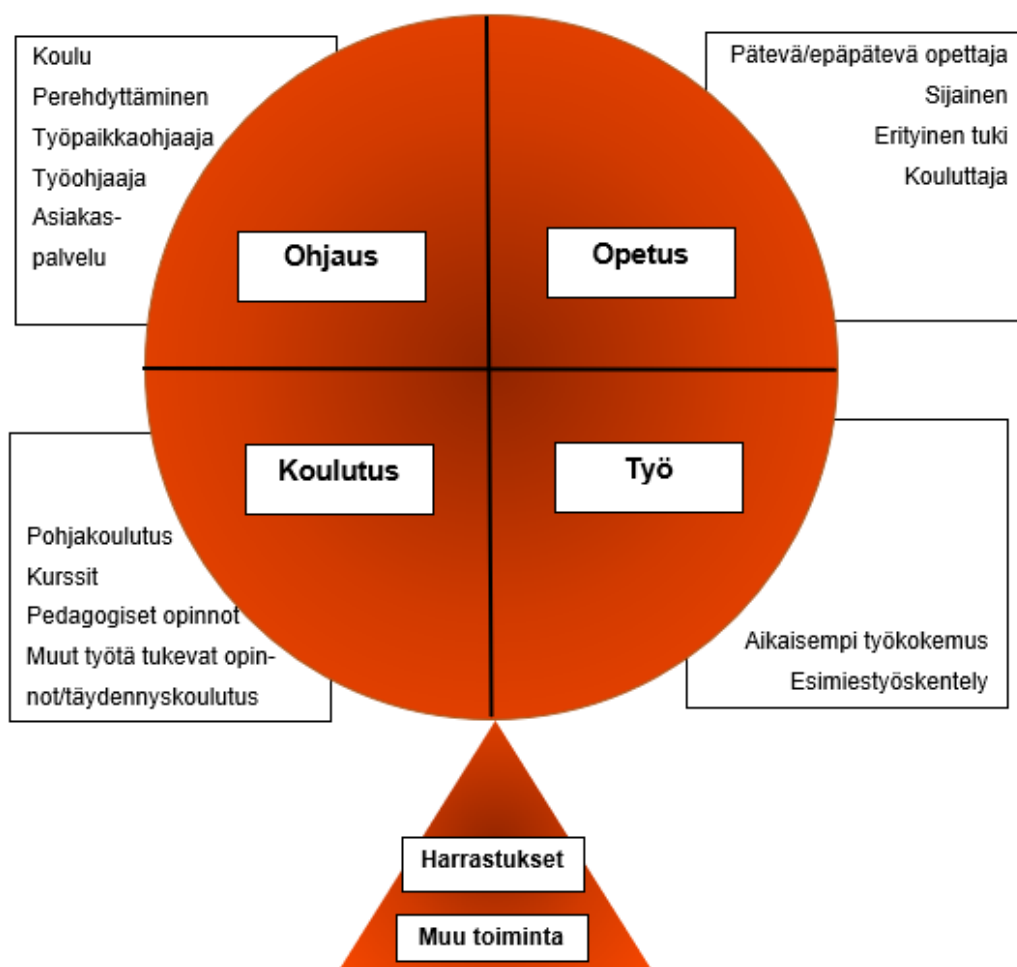 Koulu
Perehdyttäminen
Työpaikkaohjaaja
Työohjaaja
Asiakas-
palvelu
Pätevä/epäpätevä opettaja
Sijainen
Erityinen tuki
Kouluttaja
Ohjaus
Opetus
Koulutus
Työ
Pohjakoulutus
Kurssit
Pedagogiset opinnot
Muut työtä tukevat opin-
not/täydennyskoulutus
Aikaisempi työkokemus
Esimiestyöskentely
Harrastukset
Muu toiminta